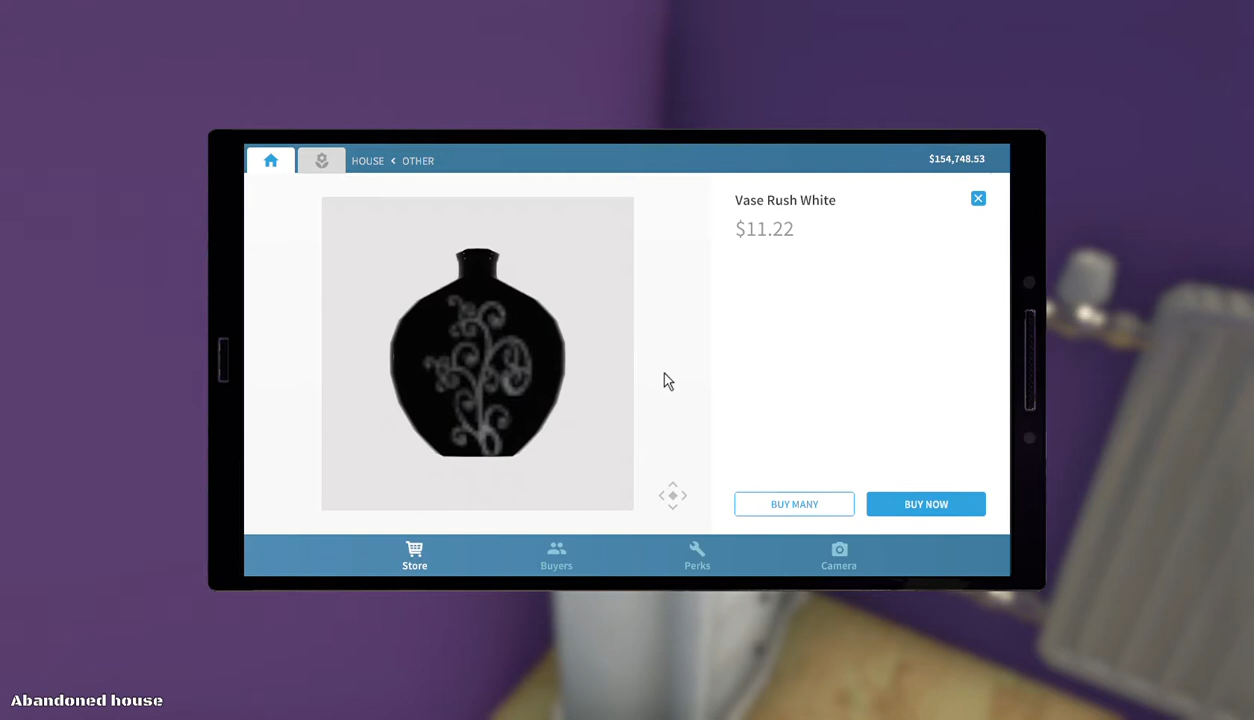 HOUSE < OTHER
$154,748.53
Vase Rush White
$11.22
BUY MANY
BUY NOW
Store
Buyers
Perks
Camera
Abandoned house